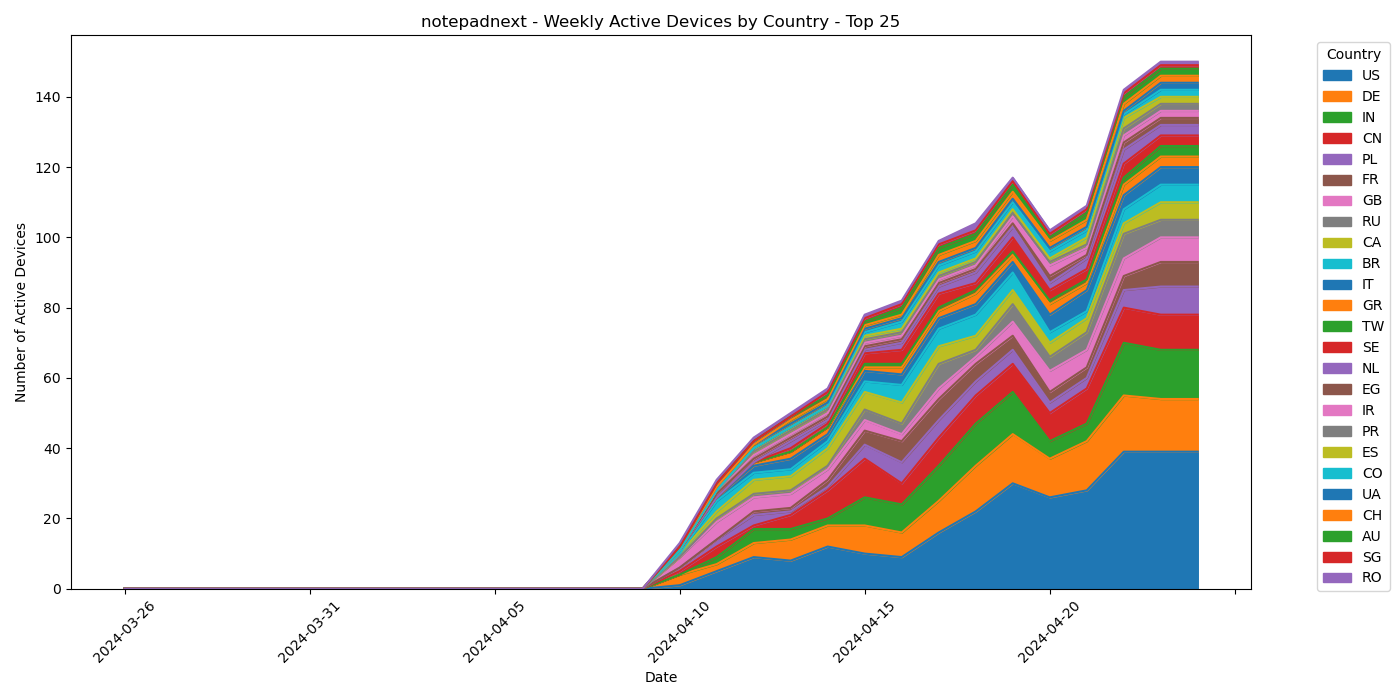 notepadnext - Weekly Active Devices by Country - Top 25
Number of Active Devices
140
120
100
80
60
40
20
0
2024-03-26
2024-03-31
2024-04-05
2024-04-10
2024-04-15
2024-04-20
Date
Country
US
DE
IN
CN
PL
FR
GB
RU
CA
BR
IT
GR
TW
SE
NL
EG
IR
PR
ES
CO
UA
CH
AU
SG
RO